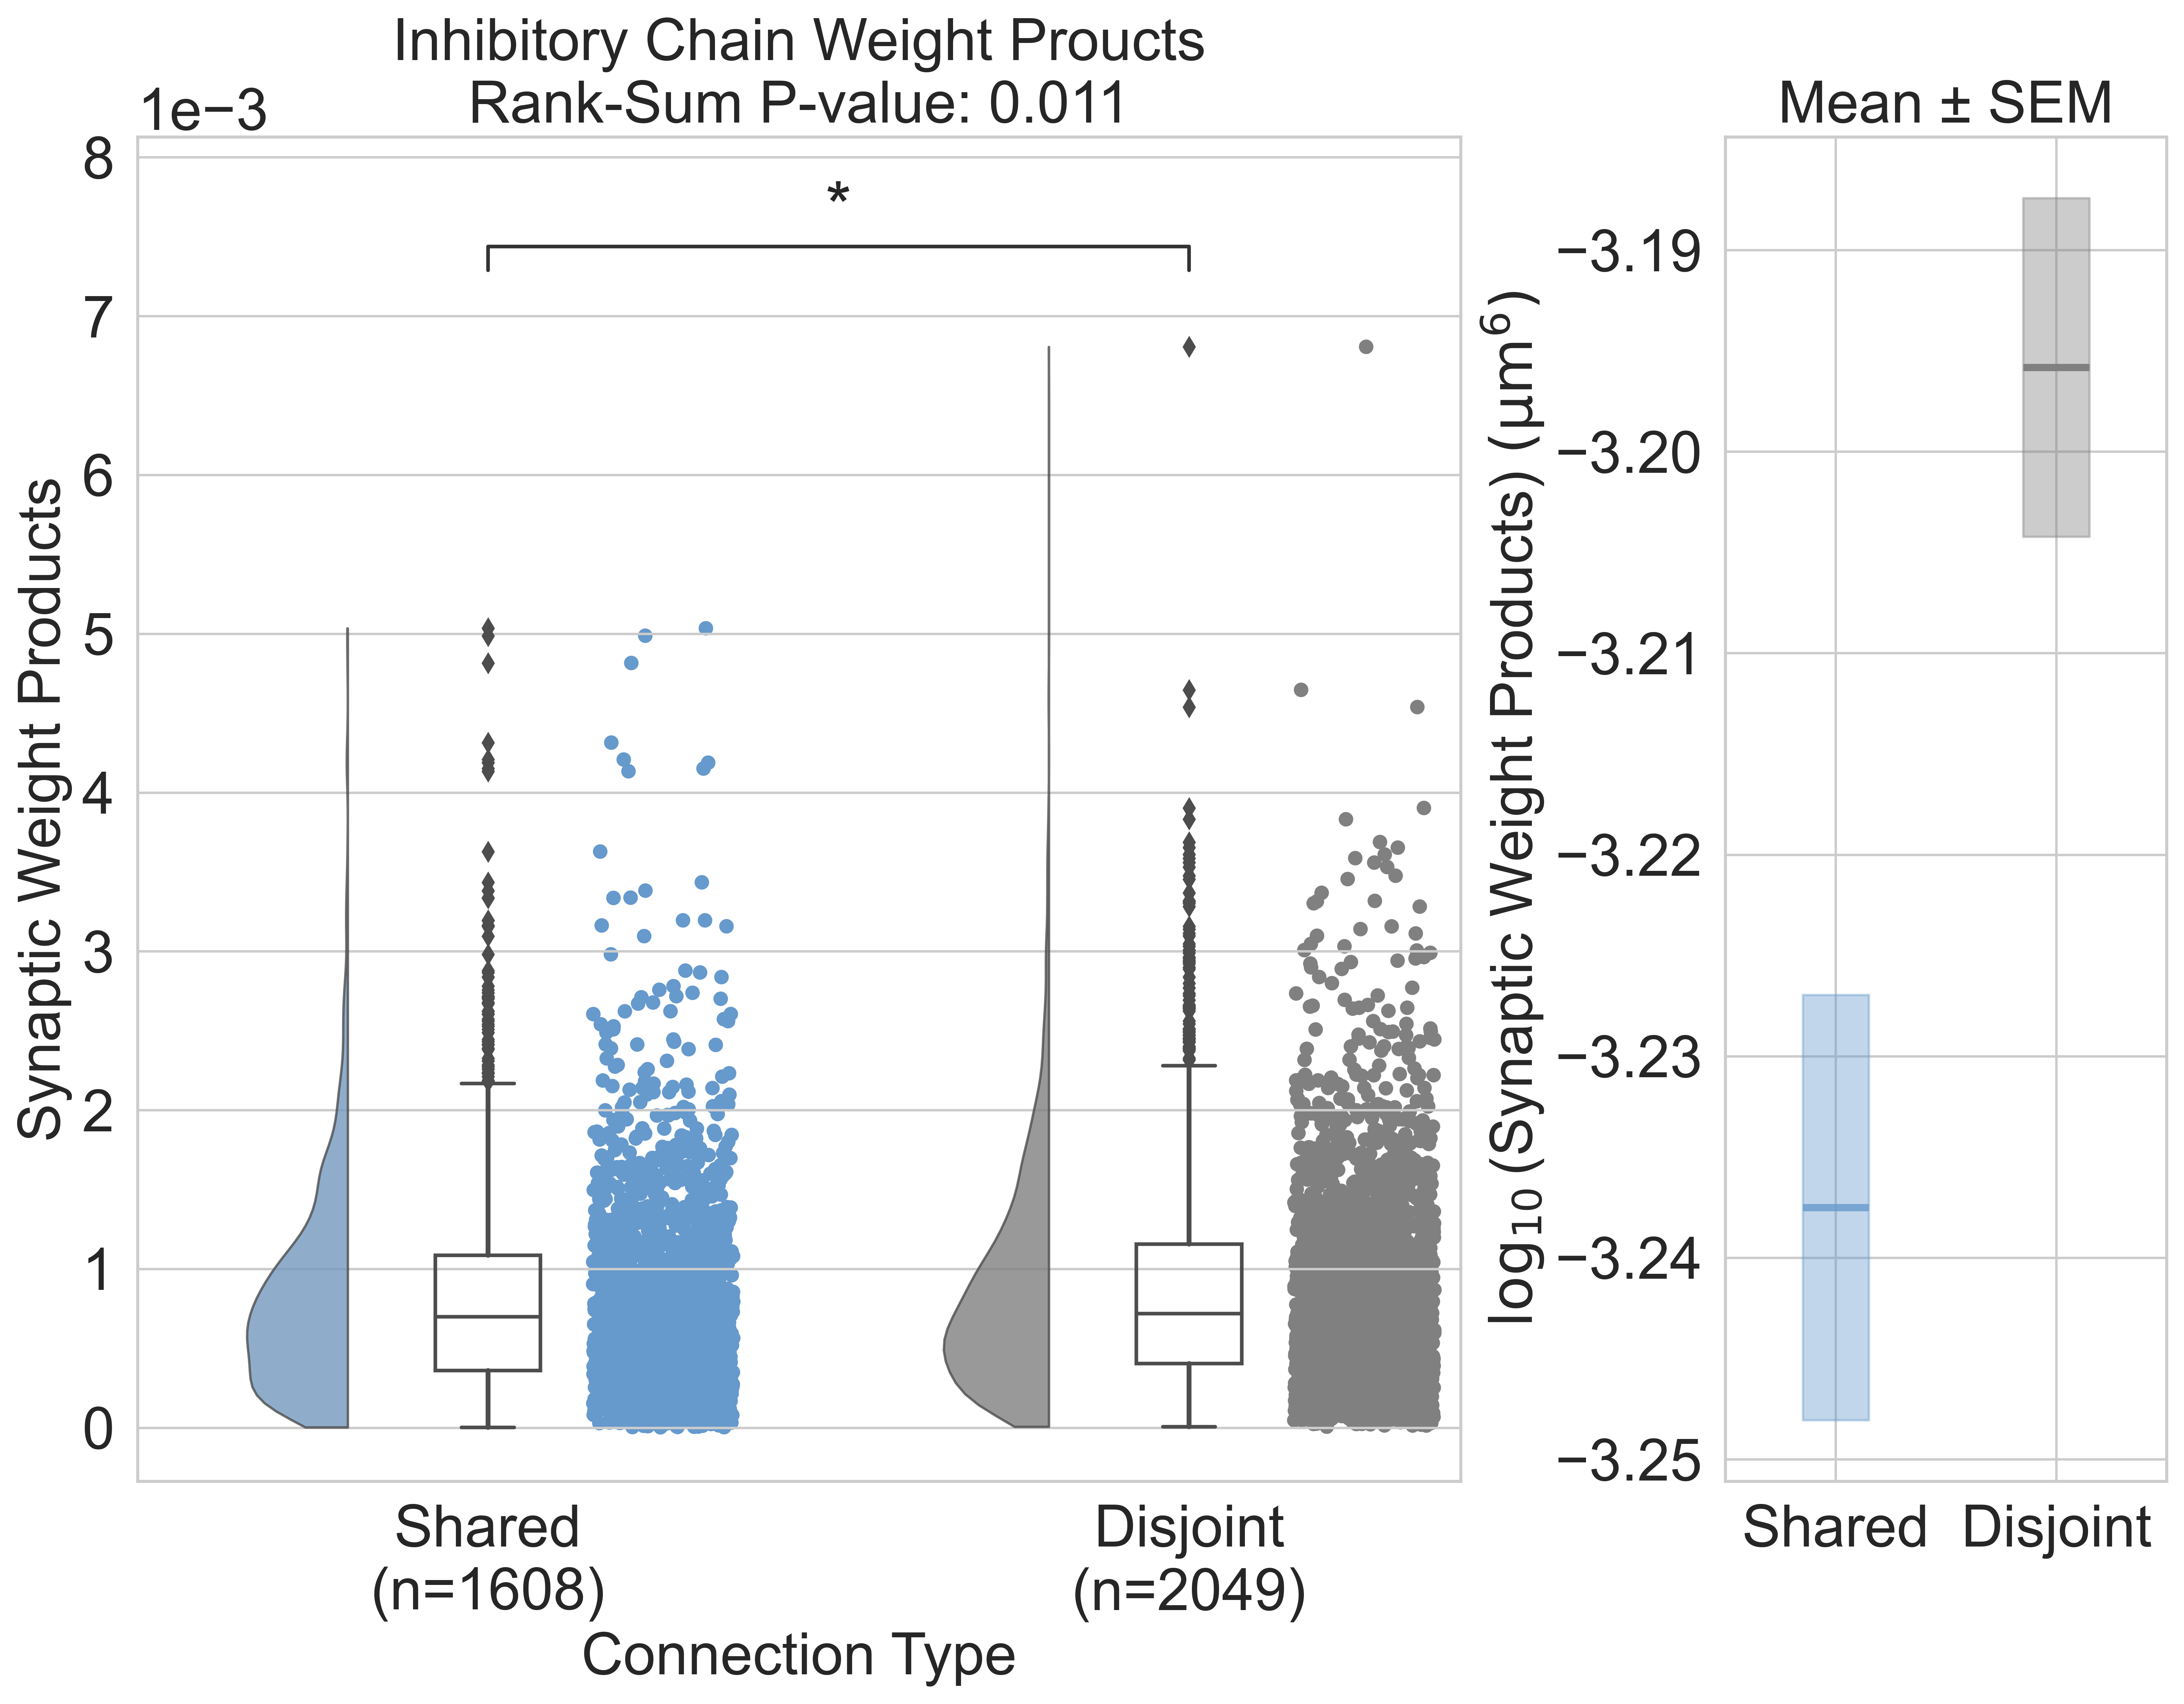 Inhibitory Chain Weight Proucts
Rank-Sum P-value: 0.011
1e−3
8
7
6
5
4
3
2
1
0
Synaptic Weight Products
*
Shared
(n=1608)
Disjoint
(n=2049)
Connection Type
Mean ± SEM
log₁₀ (Synaptic Weight Products) (μm⁶)
−3.19
−3.20
−3.21
−3.22
−3.23
−3.24
−3.25
Shared
Disjoint